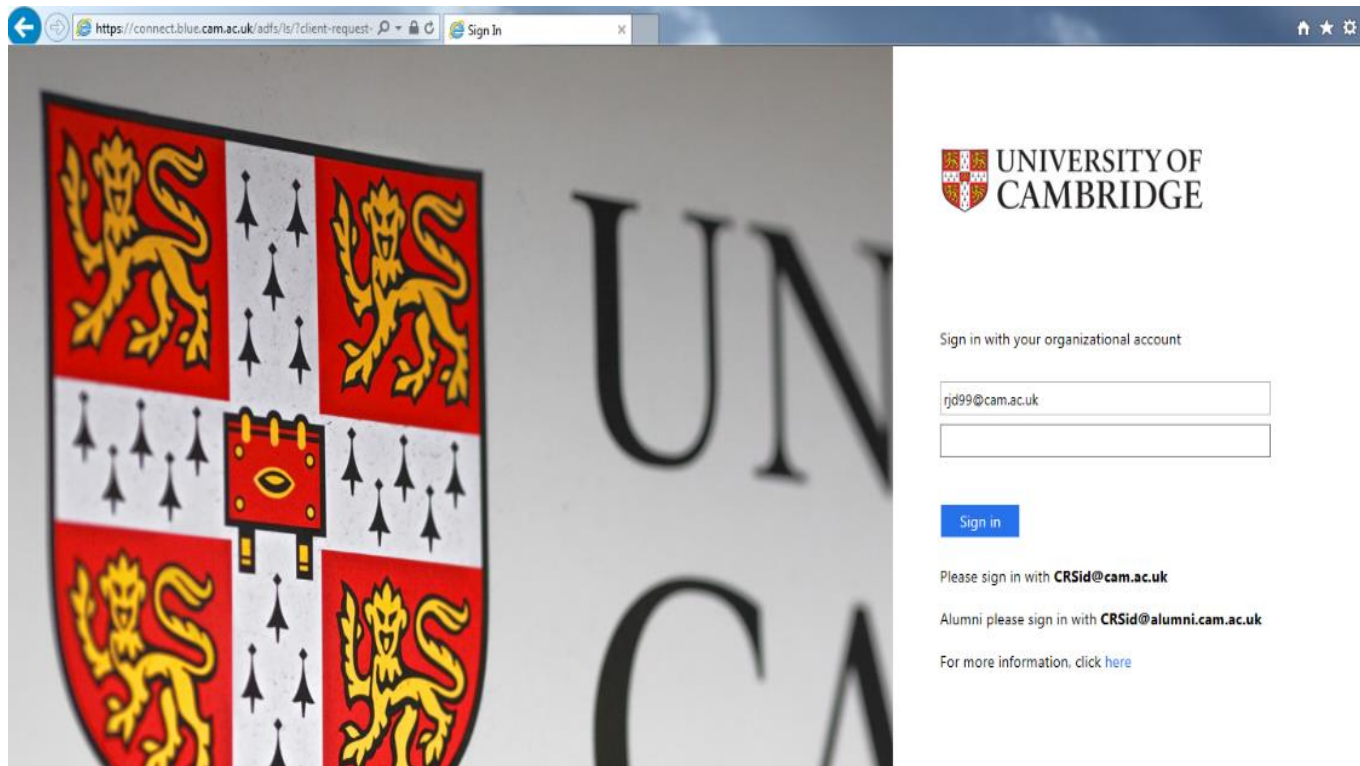 https://connect.blue.cam.ac.uk/adfs/ls/?client-request-
Sign In
UN
CA
UNIVERSITY OF
CAMBRIDGE
Sign in with your organizational account
rjd99@cam.ac.uk
Sign in
Please sign in with CRSid@cam.ac.uk
Alumni please sign in with CRSid@alumni.cam.ac.uk
For more information, click here